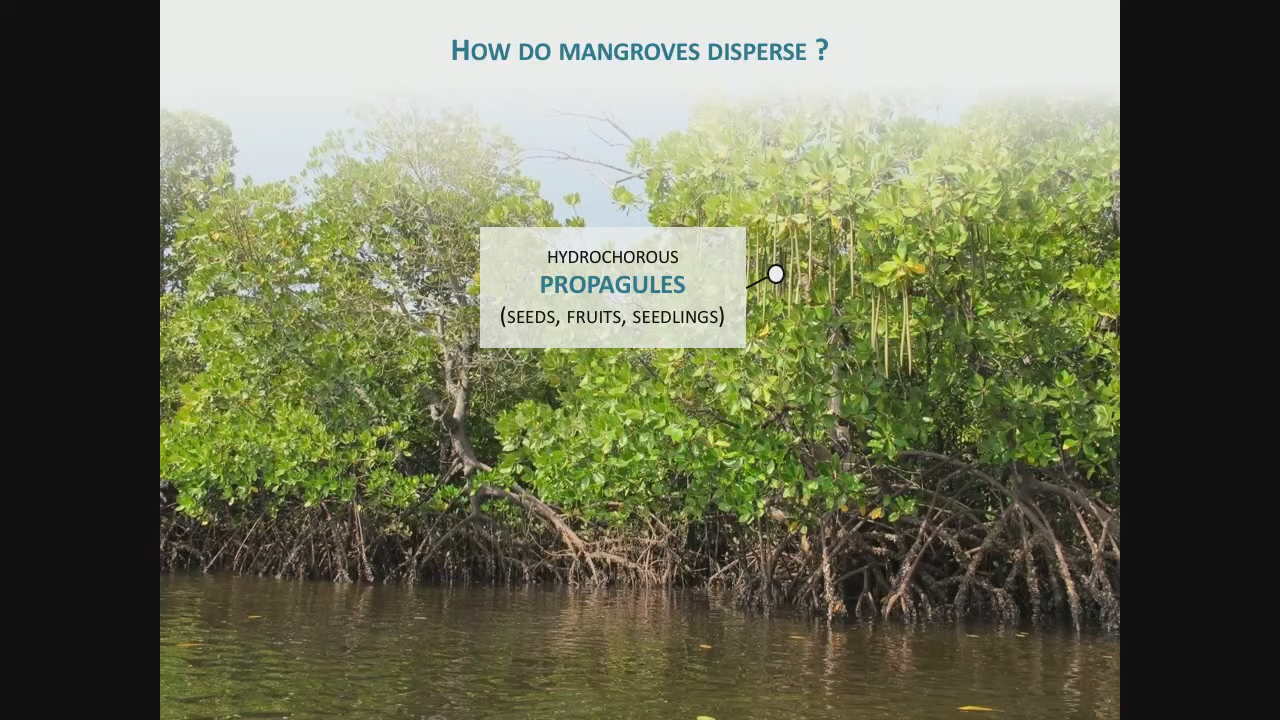 HOW DO MANGROVES DISPERSE ?
HYDROCHOROUS
PROPAGULES
(SEEDS, FRUITS, SEEDLINGS)